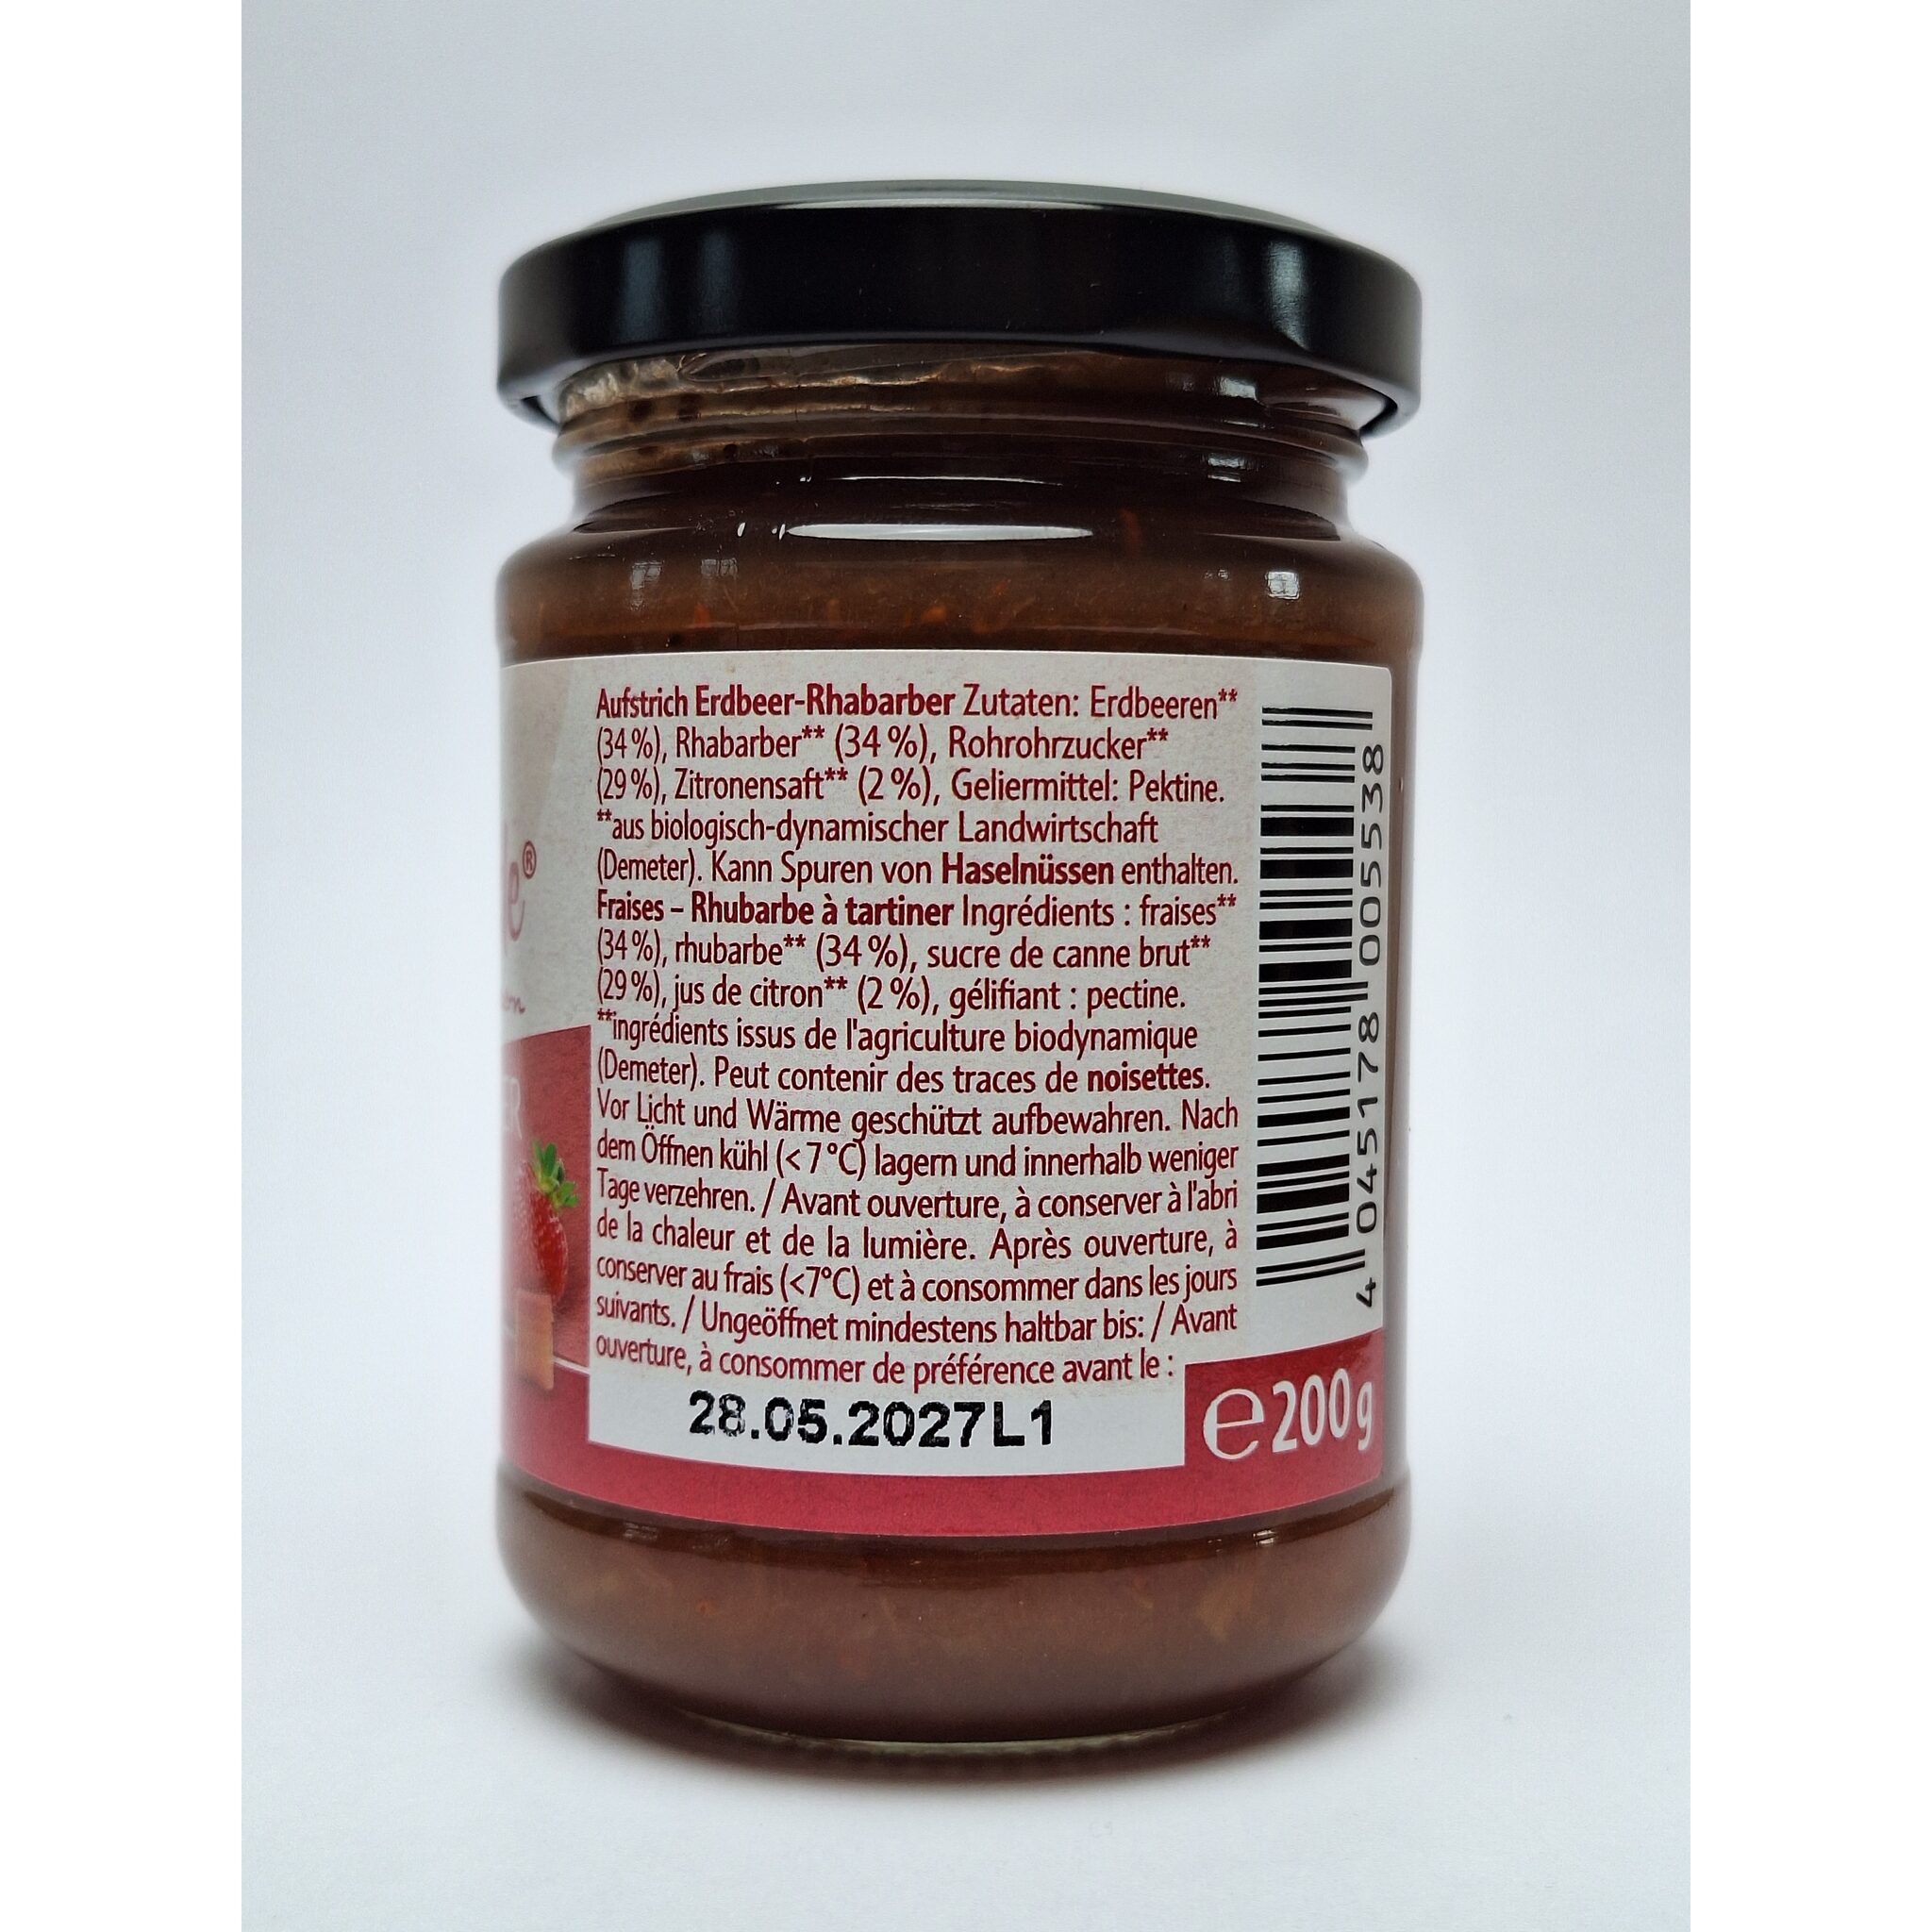 Aufstrich Erdbeer-Rhabarber Zutaten: Erdbeeren**
(34 %), Rhabarber** (34 %), Rohrohrzucker**
(29 %), Zitronensaft** (2 %), Geliermittel: Pektine.
**aus biologisch-dynamischer Landwirtschaft
(Demeter). Kann Spuren von Haselnüssen enthalten.
Fraises – Rhubarbe à tartiner Ingrédients : fraises**
(34 %), rhubarbe** (34 %), sucre de canne brut**
(29 %), jus de citron** (2 %), gélifiant : pectine.
**ingrédients issus de l'agriculture biodynamique
(Demeter). Peut contenir des traces de noisettes.
Vor Licht und Wärme geschützt aufbewahren. Nach
dem Öffnen kühl (< 7 °C) lagern und innerhalb weniger
Tage verzehren. / Avant ouverture, à conserver à l'abri
de la chaleur et de la lumière. Après ouverture, à
conserver au frais (<7°C) et à consommer dans les jours
suivants. / Ungeöffnet mindestens haltbar bis: / Avant
ouverture, à consommer de préférence avant le :
28.05.2027L1
℮200g
4 045178 005538